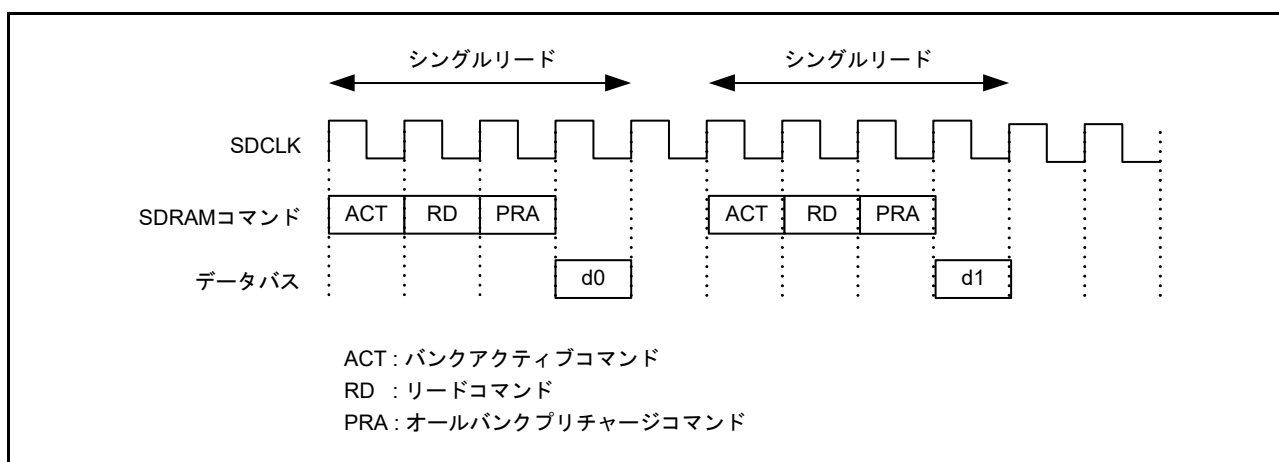 シングルリード シングルリード
SDCLK
SDRAMコマンド ACT RD PRA ACT RD PRA
データバス d0 d1
ACT : バンクアクティブコマンド
RD : リードコマンド
PRA : オールバンクプリチャージコマンド